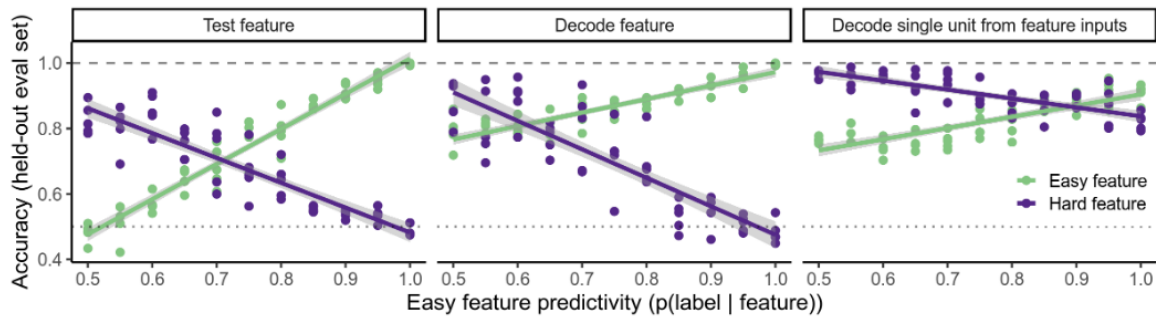 Test feature
Decode feature
Decode single unit from feature inputs
Accuracy (held-out eval set)
1.0
0.8
0.6
0.4
Easy feature
Hard feature
0.5 0.6 0.7 0.8 0.9 1.0
0.5 0.6 0.7 0.8 0.9 1.0
0.5 0.6 0.7 0.8 0.9 1.0
Easy feature predictivity (p(label | feature))